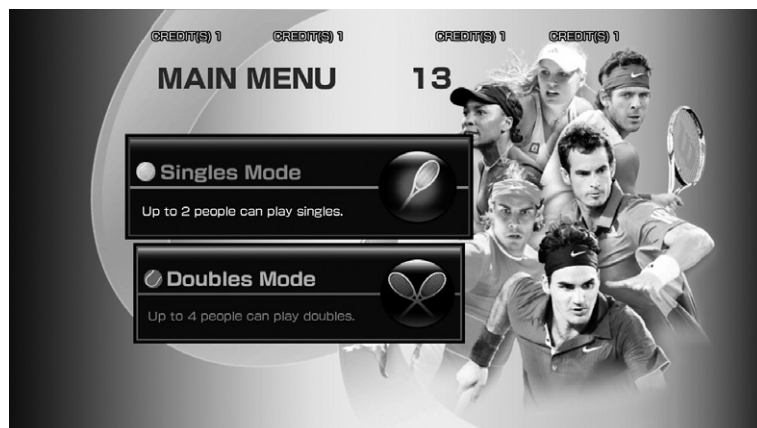 CREDIT(S) 1 CREDIT(S) 1 CREDIT(S) 1 CREDIT(S) 1
MAIN MENU 13
Singles Mode
Up to 2 people can play singles.
Doubles Mode
Up to 4 people can play doubles.